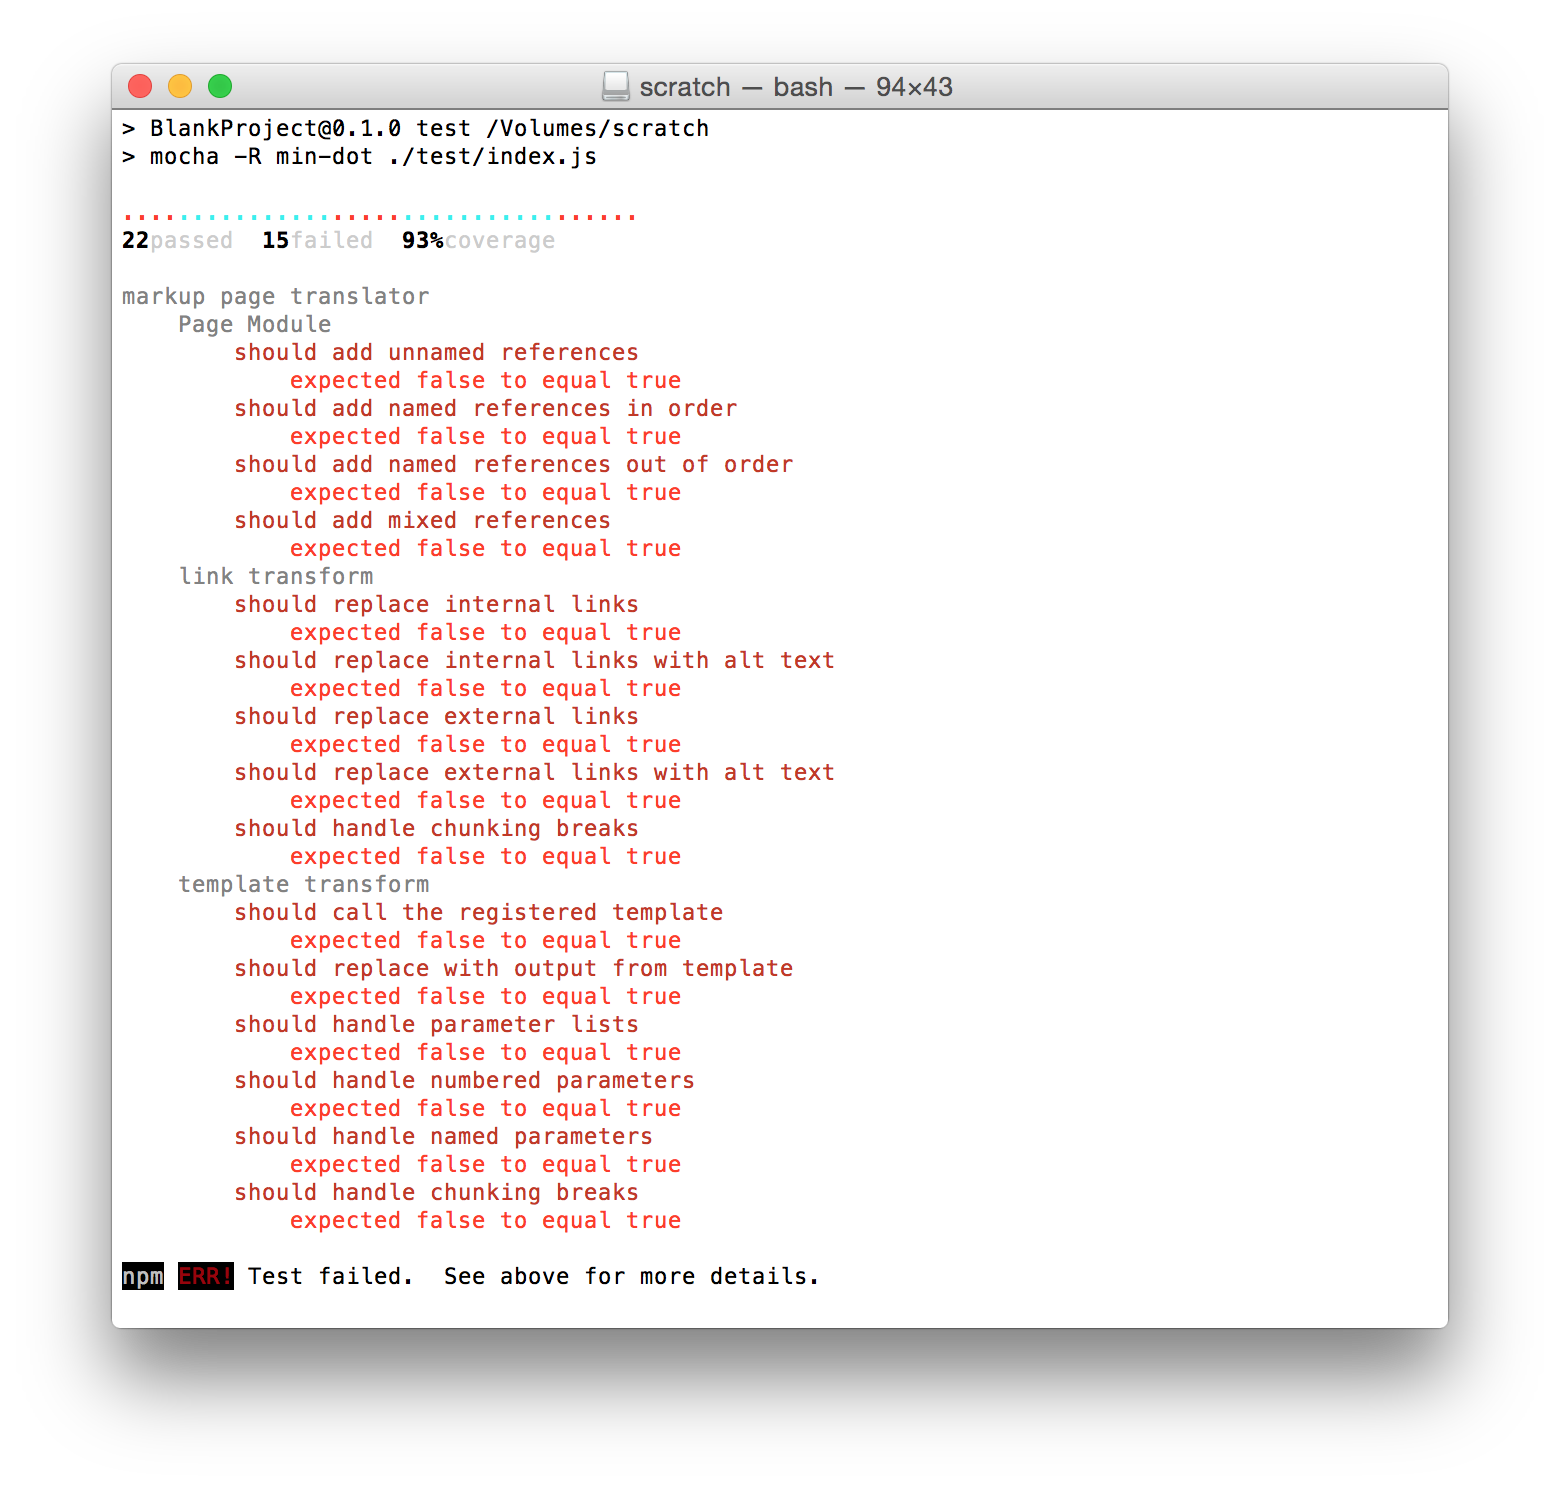 scratch — bash — 94×43
> BlankProject@0.1.0 test /Volumes/scratch
> mocha -R min-dot ./test/index.js
.....................................
22passed  15failed  93%coverage
markup page translator
Page Module
should add unnamed references
expected false to equal true
should add named references in order
expected false to equal true
should add named references out of order
expected false to equal true
should add mixed references
expected false to equal true
link transform
should replace internal links
expected false to equal true
should replace internal links with alt text
expected false to equal true
should replace external links
expected false to equal true
should replace external links with alt text
expected false to equal true
should handle chunking breaks
expected false to equal true
template transform
should call the registered template
expected false to equal true
should replace with output from template
expected false to equal true
should handle parameter lists
expected false to equal true
should handle numbered parameters
expected false to equal true
should handle named parameters
expected false to equal true
should handle chunking breaks
expected false to equal true
npm ERR! Test failed.  See above for more details.